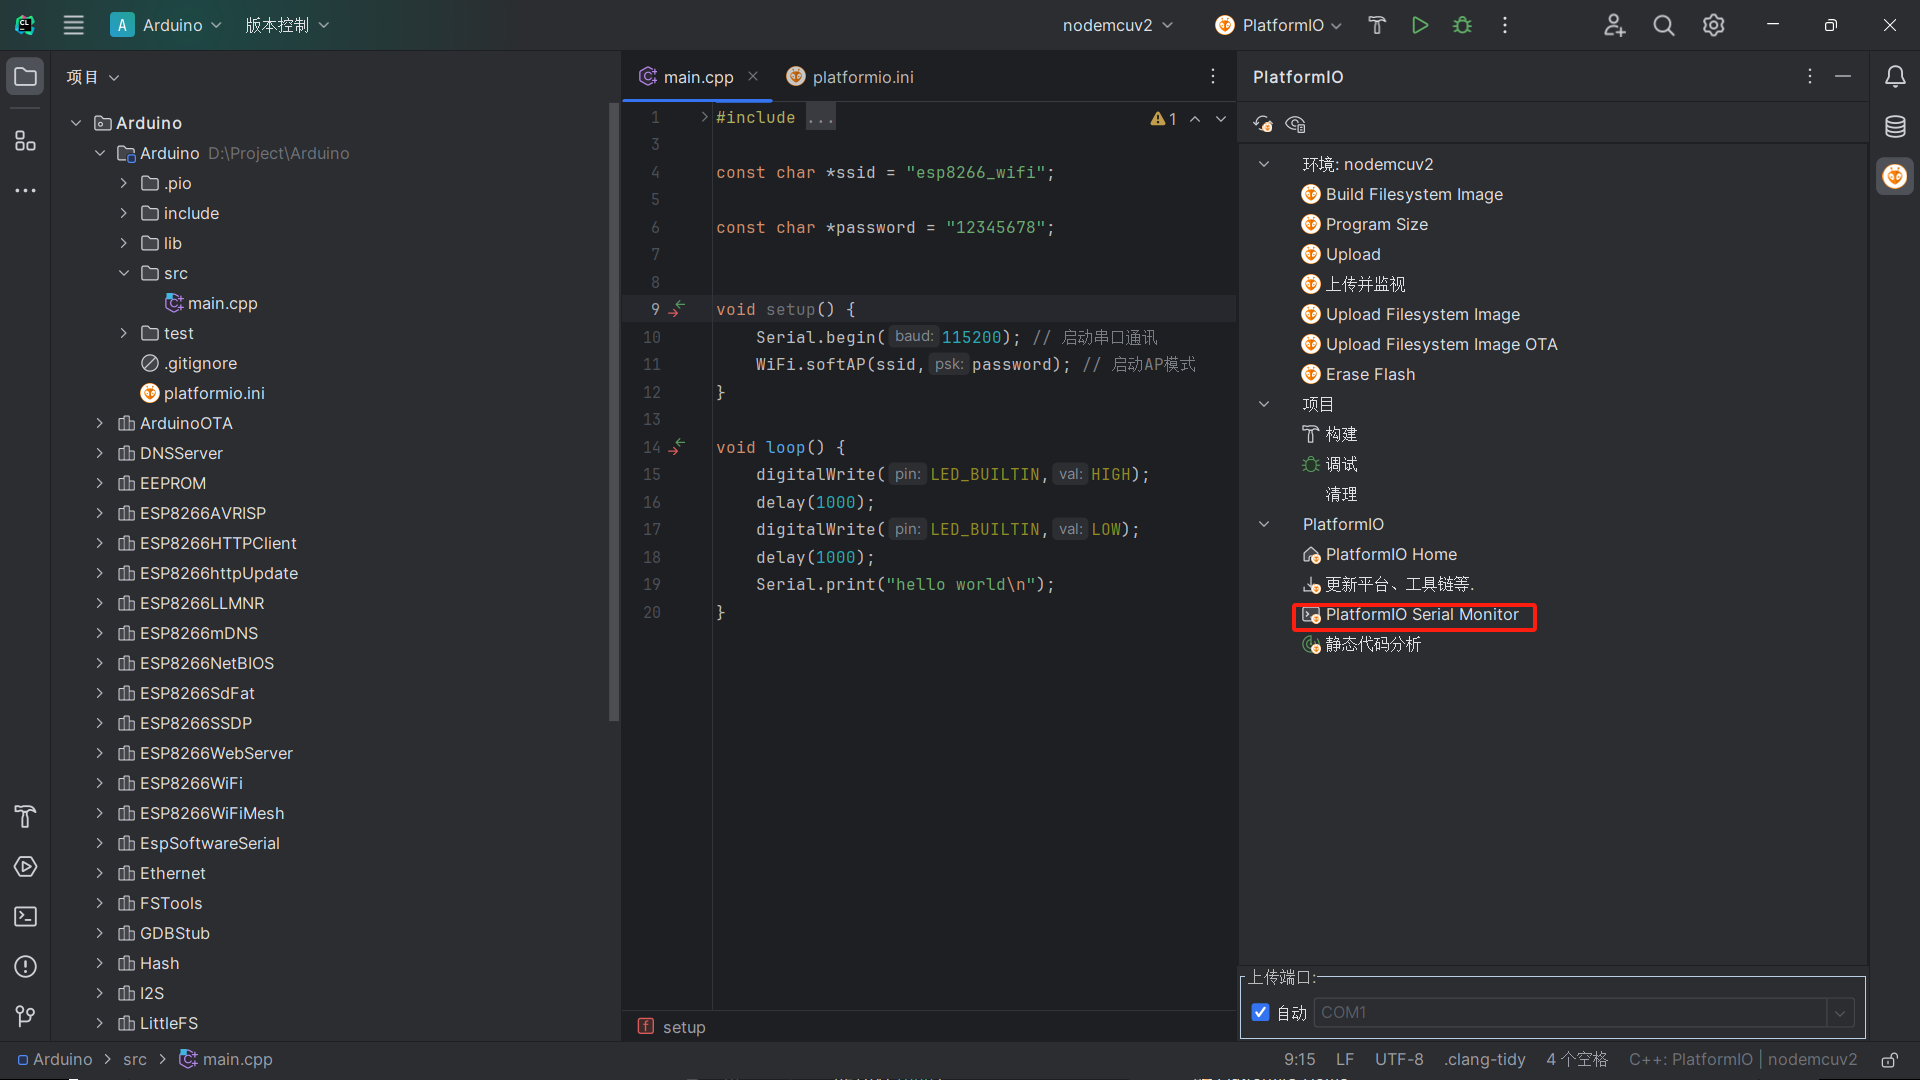 A Arduino 版本控制 nodemcuv2 PlatformIO
项目
Arduino
Arduino D:\Project\Arduino
.pio
include
lib
src
main.cpp
test
.gitignore
platformio.ini
ArduinoOTA
DNSServer
EEPROM
ESP8266AVRISP
ESP8266HTTPClient
ESP8266httpUpdate
ESP8266LLMNR
ESP8266mDNS
ESP8266NetBIOS
ESP8266SdFat
ESP8266SSDP
ESP8266WebServer
ESP8266WiFi
ESP8266WiFiMesh
EspSoftwareSerial
Ethernet
FSTools
GDBStub
Hash
I2S
LittleFS
main.cpp platformio.ini
1 #include ... 1
3
4 const char *ssid = "esp8266_wifi";
5
6 const char *password = "12345678";
7
8
9 void setup() {
10 Serial.begin( baud: 115200); // 启动串口通讯
11 WiFi.softAP(ssid, psk: password); // 启动AP模式
12 }
13
14 void loop() {
15 digitalWrite( pin: LED_BUILTIN, val: HIGH);
16 delay(1000);
17 digitalWrite( pin: LED_BUILTIN, val: LOW);
18 delay(1000);
19 Serial.print("hello world\n");
20 }
f setup
PlatformIO
环境: nodemcuv2
Build Filesystem Image
Program Size
Upload
上传并监视
Upload Filesystem Image
Upload Filesystem Image OTA
Erase Flash
项目
构建
调试
清理
PlatformIO
PlatformIO Home
更新平台、工具链等.
PlatformIO Serial Monitor
静态代码分析
上传端口:
自动 COM1
Arduino src main.cpp 9:15 LF UTF-8 .clang-tidy 4 个空格 C++: PlatformIO | nodemcuv2